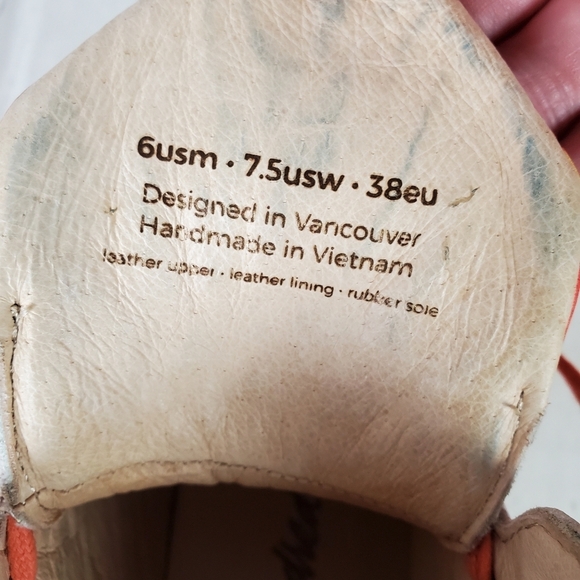 6usm · 7.5usw · 38eu
Designed in Vancouver
Handmade in Vietnam
leather upper · leather lining · rubber sole